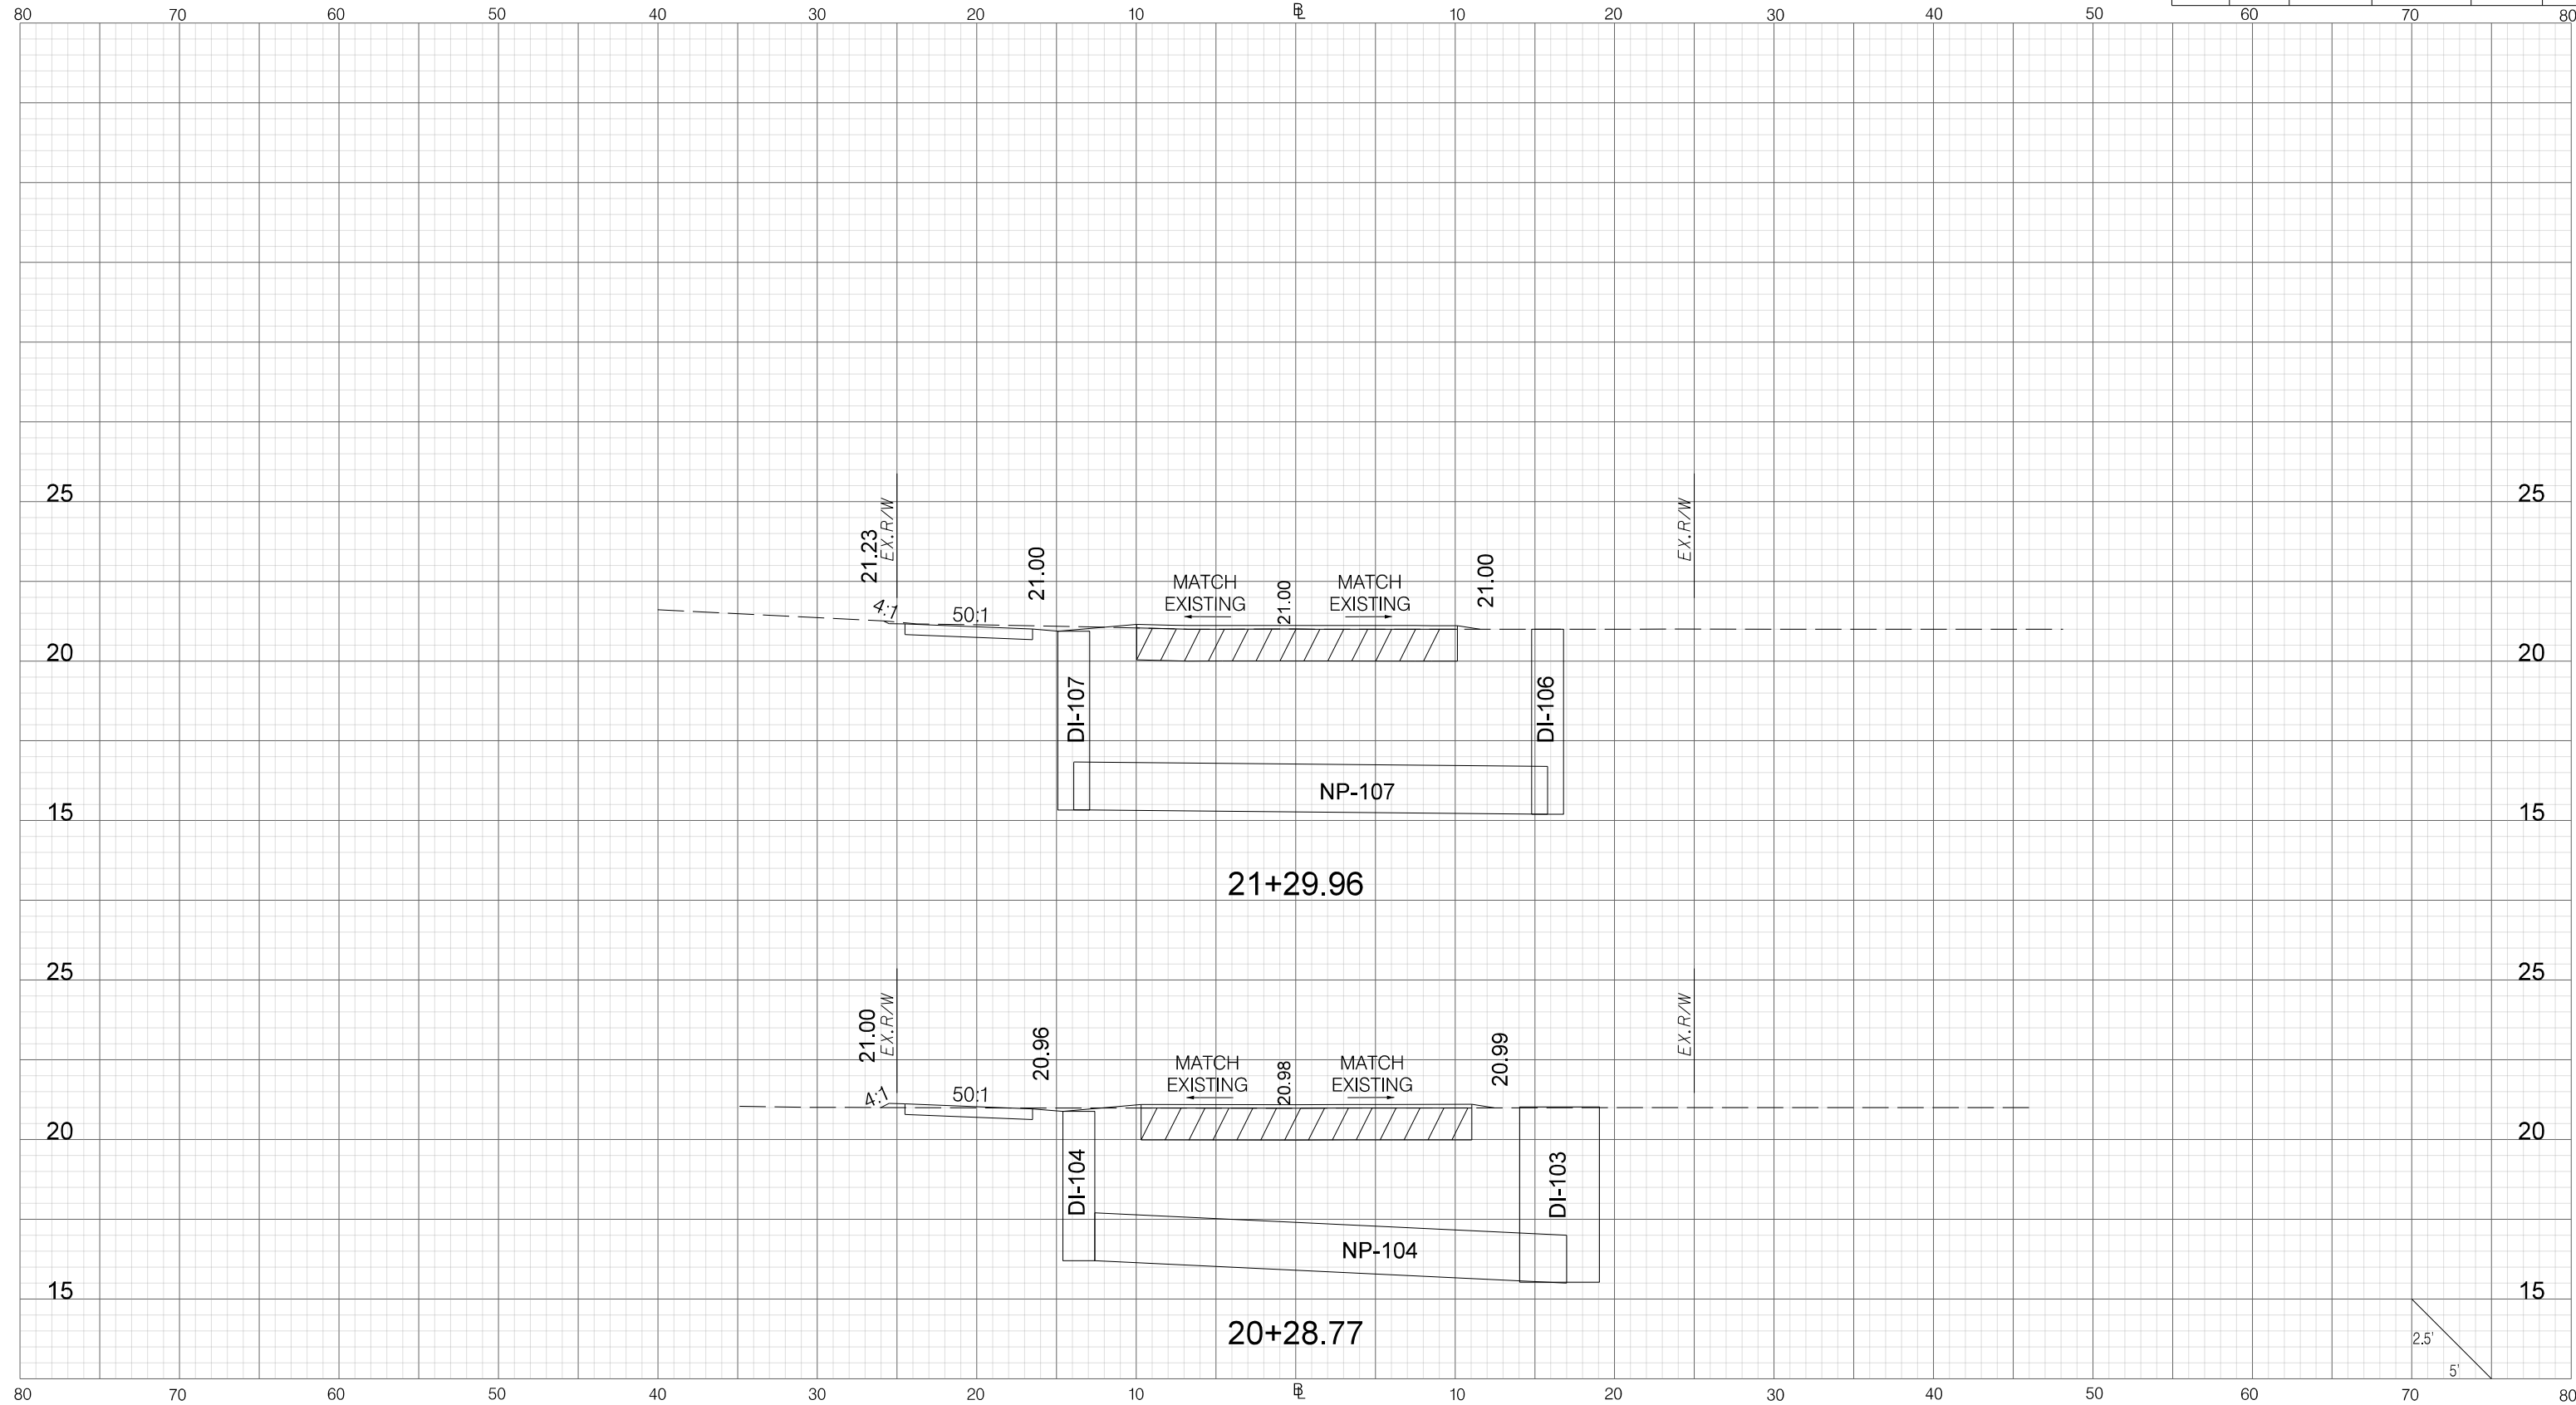 80 70 60 50 40 30 20 10 BL 10 20 30 40 50 60 70 80
25 25
21.23
EX.R/W
21.00
MATCH
EXISTING
21.00
MATCH
EXISTING
21.00
EX.R/W
4:1
50:1
20 20
DI-107
DI-106
NP-107
15 15
21+29.96
25 25
21.00
EX.R/W
20.96
MATCH
EXISTING
20.98
MATCH
EXISTING
20.99
EX.R/W
4:1
50:1
20 20
DI-104
DI-103
NP-104
15 15
20+28.77
2.5'
5'
80 70 60 50 40 30 20 10 BL 10 20 30 40 50 60 70 80